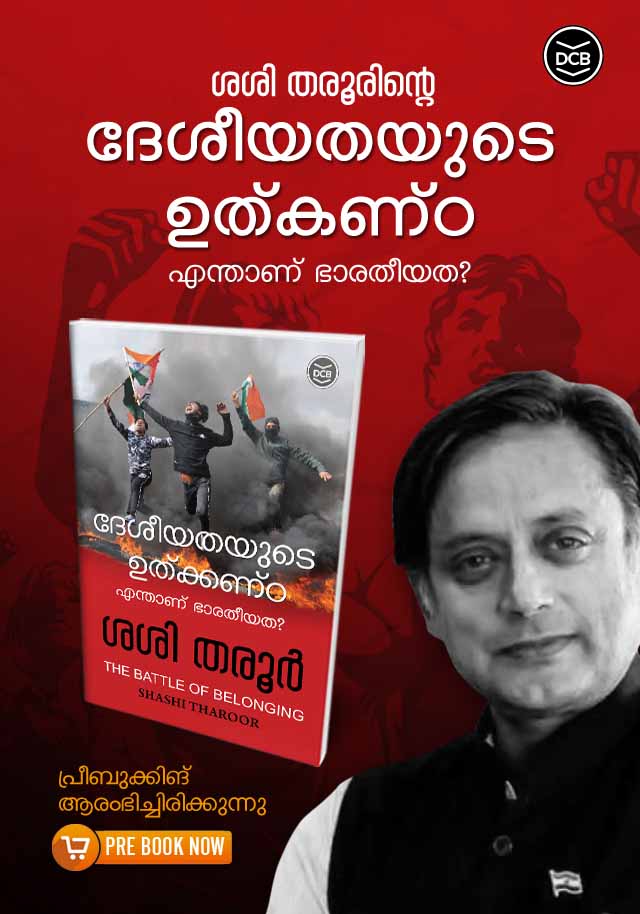 DCB
ശശി തരൂരിന്റെ
ദേശീയതയുടെ
ഉത്കണ്ഠ
എന്താണ് ഭാരതീയത?
DCB
ദേശീയതയുടെ
ഉത്ക്കണ്ഠ
എന്താണ് ഭാരതീയത?
ശശി തരൂർ
THE BATTLE OF BELONGING
SHASHI THAROOR
പ്രീബുക്കിങ്
ആരംഭിച്ചിരിക്കുന്നു
PRE BOOK NOW